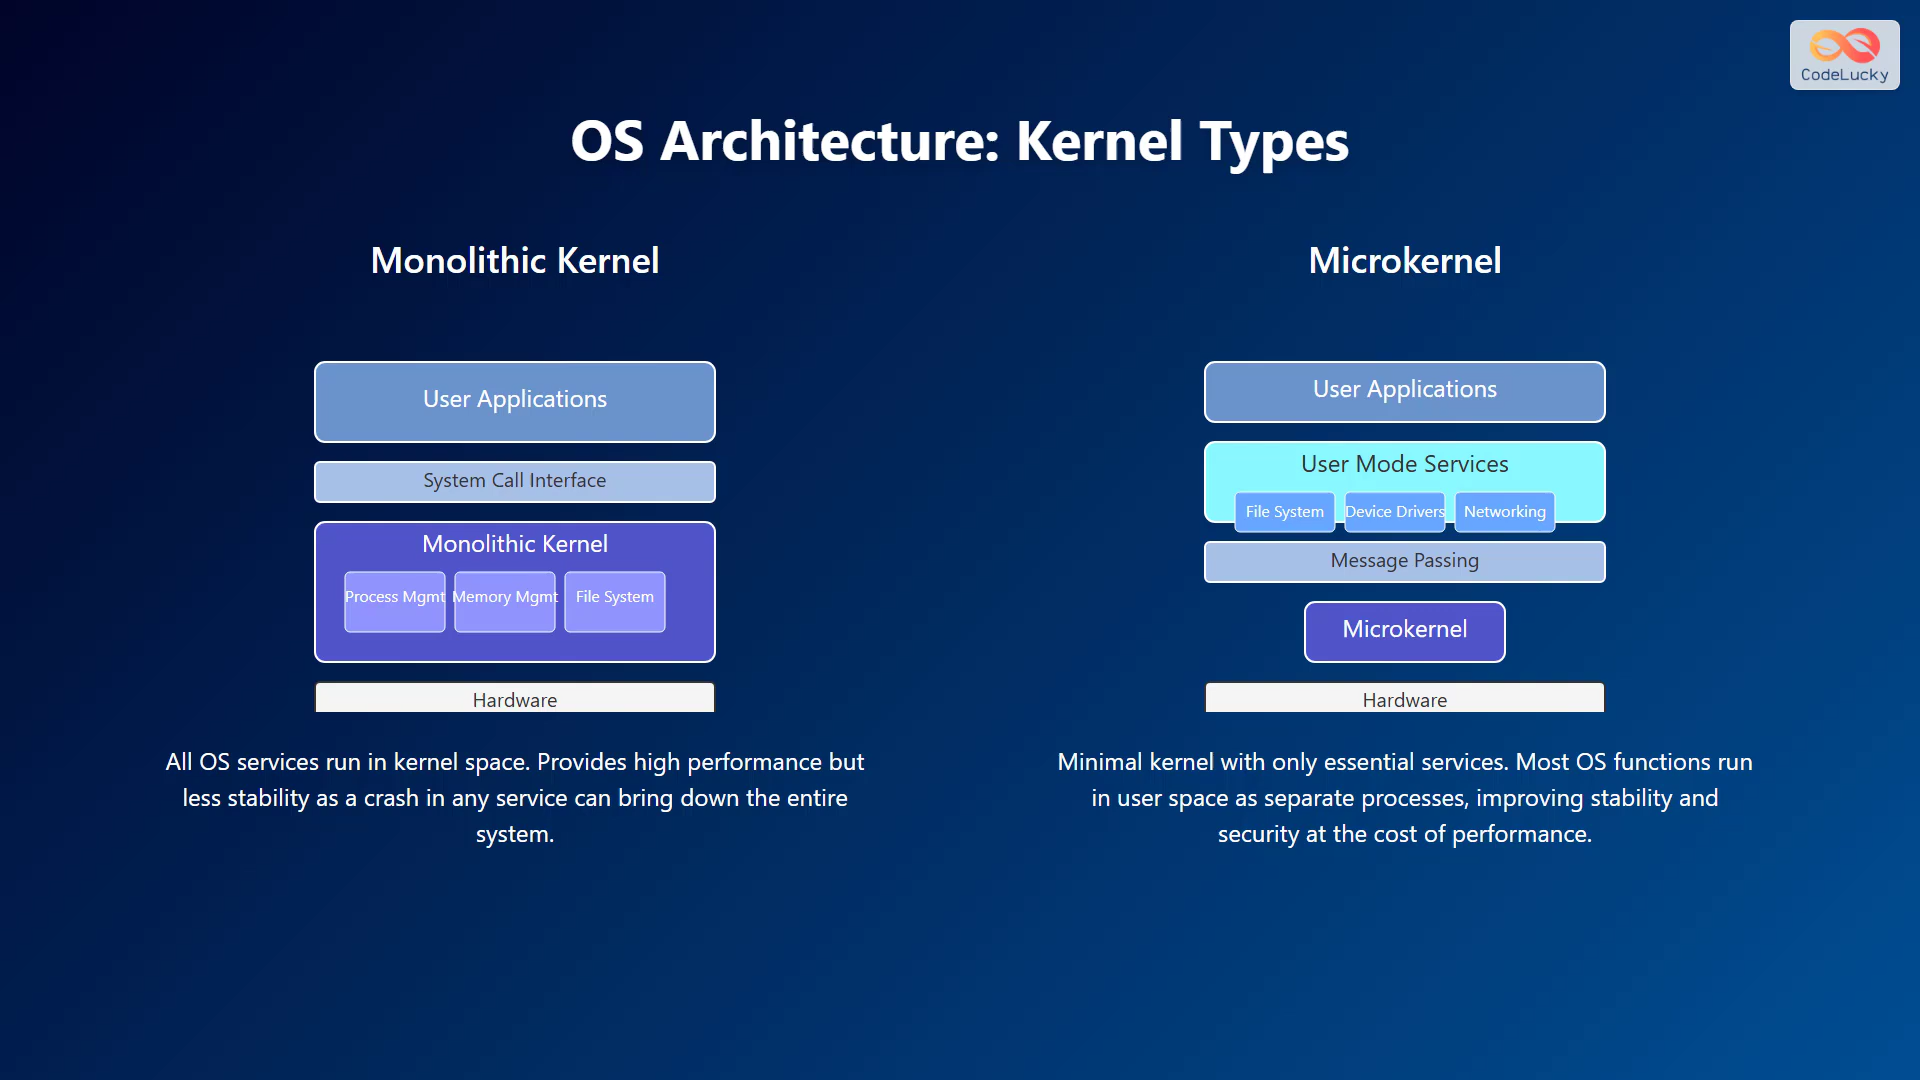 CodeLucky
OS Architecture: Kernel Types
Monolithic Kernel
User Applications
System Call Interface
Monolithic Kernel
Process Mgmt
Memory Mgmt
File System
Hardware
All OS services run in kernel space. Provides high performance but
less stability as a crash in any service can bring down the entire
system.
Microkernel
User Applications
User Mode Services
File System
Device Drivers
Networking
Message Passing
Microkernel
Hardware
Minimal kernel with only essential services. Most OS functions run
in user space as separate processes, improving stability and
security at the cost of performance.